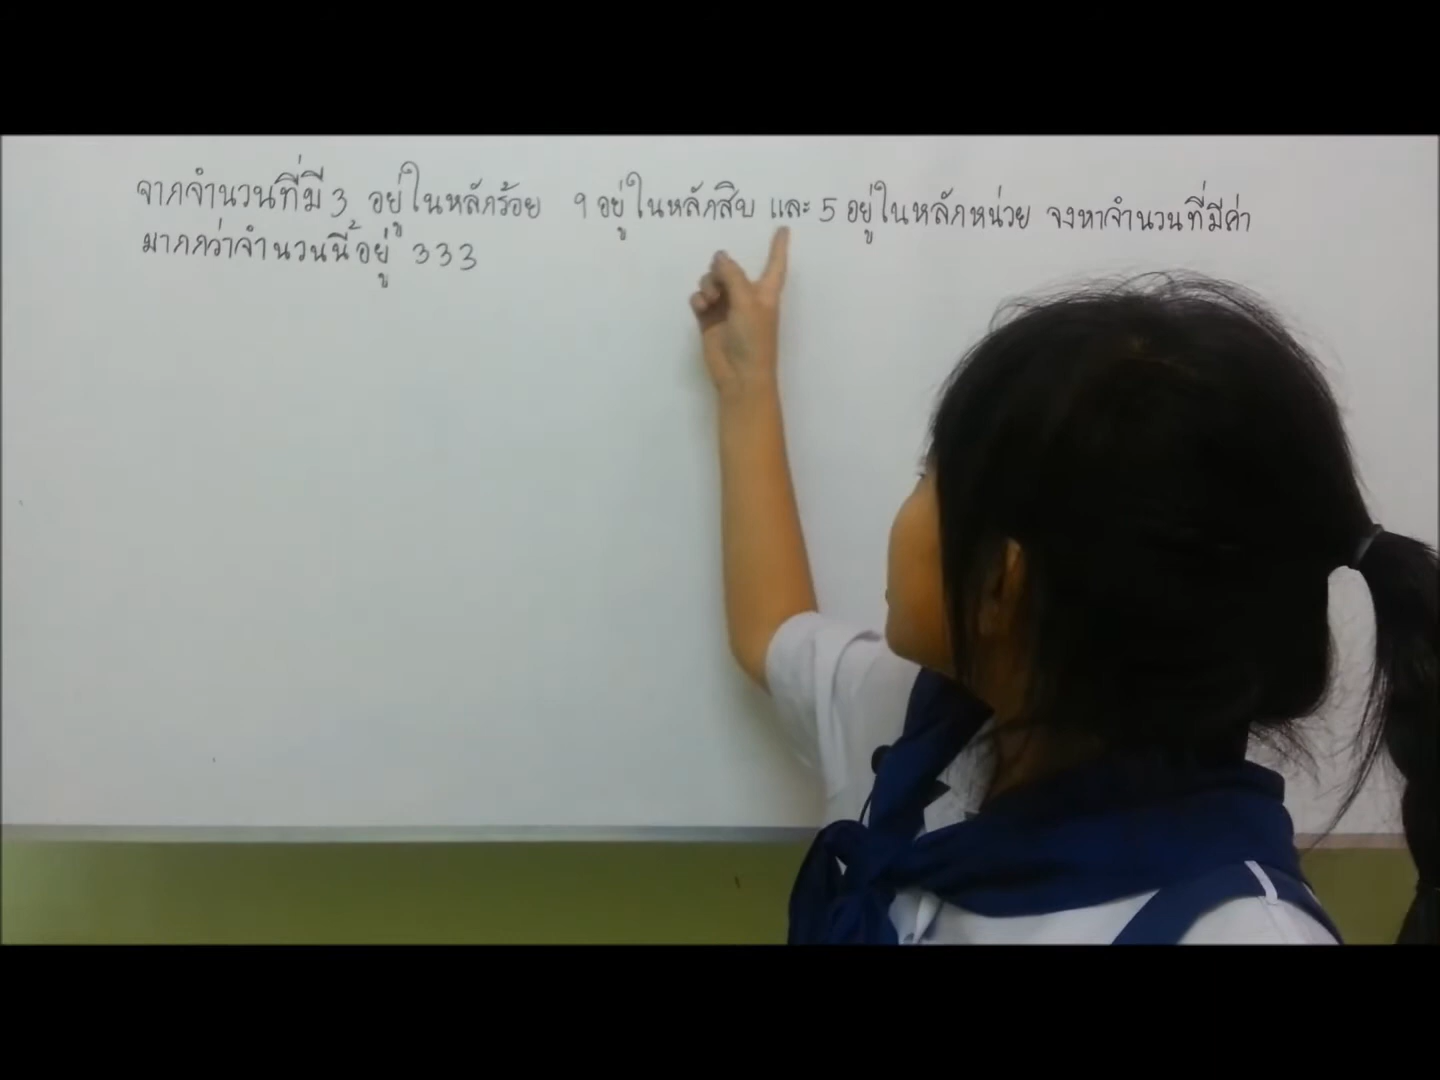 จากจำนวนที่มี 3 อยู่ในหลักร้อย 9 อยู่ในหลักสิบ และ 5 อยู่ในหลักหน่วย จงหาจำนวนที่มีค่า
มากกว่าจำนวนนี้อยู่ 333